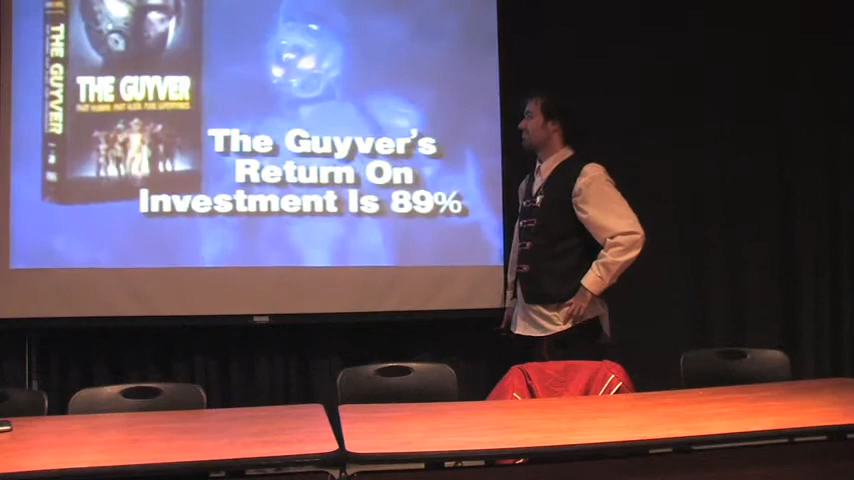 THE GUYVER
THE GUYVER
The Guyver's
Return On
Investment Is 89%